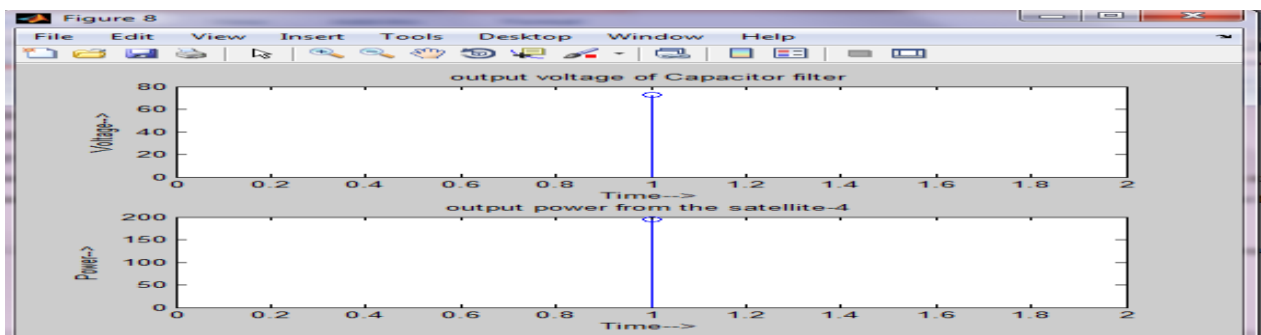 Figure 8
File Edit View Insert Tools Desktop Window Help
output voltage of Capacitor filter
80
60
40
20
0
Voltage-->
0 0.2 0.4 0.6 0.8 1 1.2 1.4 1.6 1.8 2
Time-->
output power from the satellite-4
200
150
100
50
0
Power-->
0 0.2 0.4 0.6 0.8 1 1.2 1.4 1.6 1.8 2
Time-->